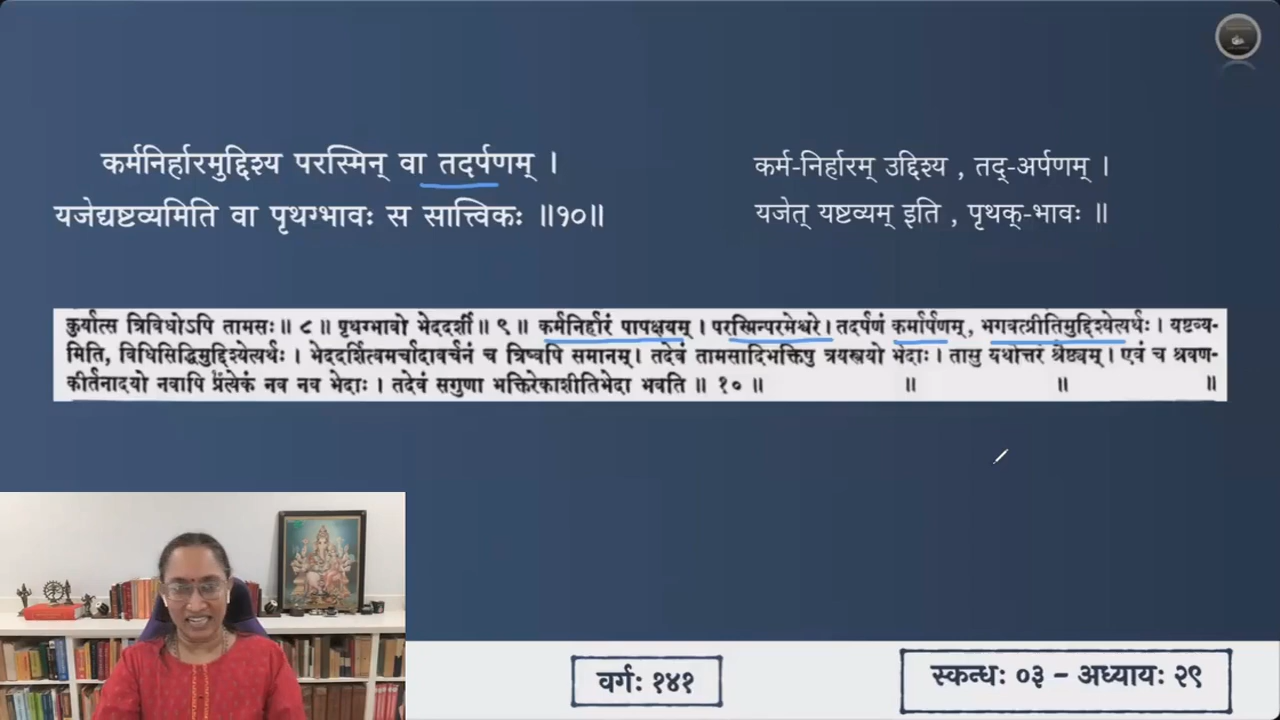 कर्मनिर्हारमुद्दिश्य परस्मिन् वा तदर्पणम् ।
यजेद्यष्टव्यमिति वा पृथग्भावः स सात्त्विकः ॥१०॥
कर्म-निर्हारम् उद्दिश्य , तद्-अर्पणम् ।
यजेत् यष्टव्यम् इति , पृथक्-भावः ॥
कुर्यात्स त्रिविधोऽपि तामसः॥ ८ ॥ पृथग्भावो भेददर्शी॥ ९ ॥ कर्मनिर्हारं पापक्षयम् । परस्मिन्परमेश्वरे । तदर्पणं कर्मार्पणम्, भगवत्प्रीतिमुद्दिश्येत्यर्थः । यष्टव्य-
मिति, विधिसिद्धिमुद्दिश्येत्यर्थः । भेददर्शित्वमर्चादावर्चनं च त्रिष्वपि समानम्। तदेवं तामसादिभक्तिषु त्रयस्त्रयो भेदाः । तासु यथोत्तरं श्रैष्ठ्यम् । एवं च श्रवण-
कीर्तनादयो नवापि प्रत्येकं नव नव भेदाः । तदेवं सगुणा भक्तिरेकाशीतिभेदा भवति ॥ १० ॥ ॥ ॥ ॥
वर्गः १४१
स्कन्धः ०३ – अध्यायः २९